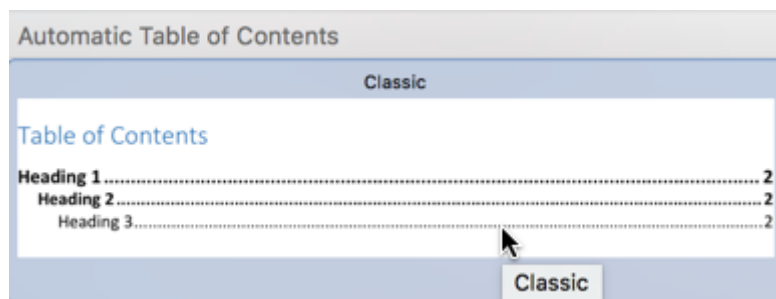 Automatic Table of Contents
Classic
Table of Contents
Heading 1........................................................................................................ 2
Heading 2...................................................................................................... 2
Heading 3....................................................................................................2
Classic